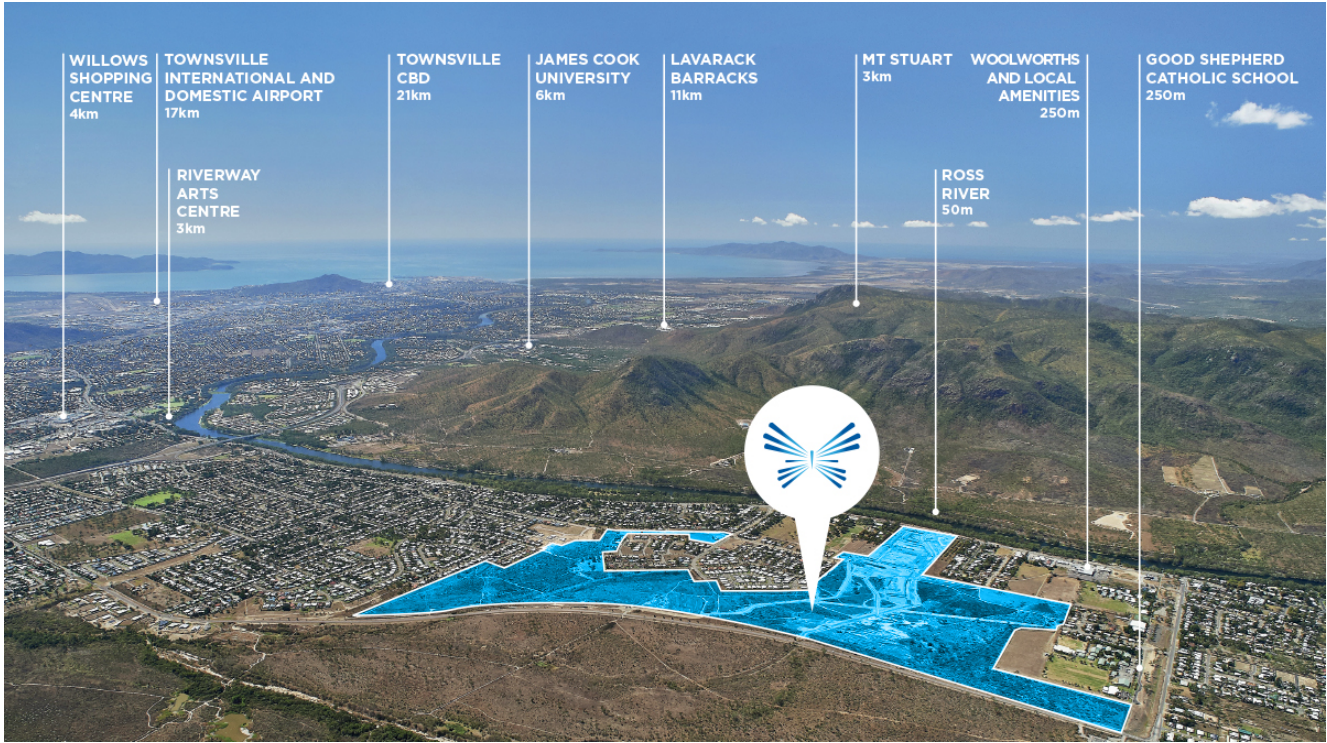 WILLOWS
SHOPPING
CENTRE
4km
TOWNSVILLE
INTERNATIONAL AND
DOMESTIC AIRPORT
17km
RIVERWAY
ARTS
CENTRE
3km
TOWNSVILLE
CBD
21km
JAMES COOK
UNIVERSITY
6km
LAVARACK
BARRACKS
11km
MT STUART
3km
ROSS
RIVER
50m
WOOLWORTHS
AND LOCAL
AMENITIES
250m
GOOD SHEPHERD
CATHOLIC SCHOOL
250m